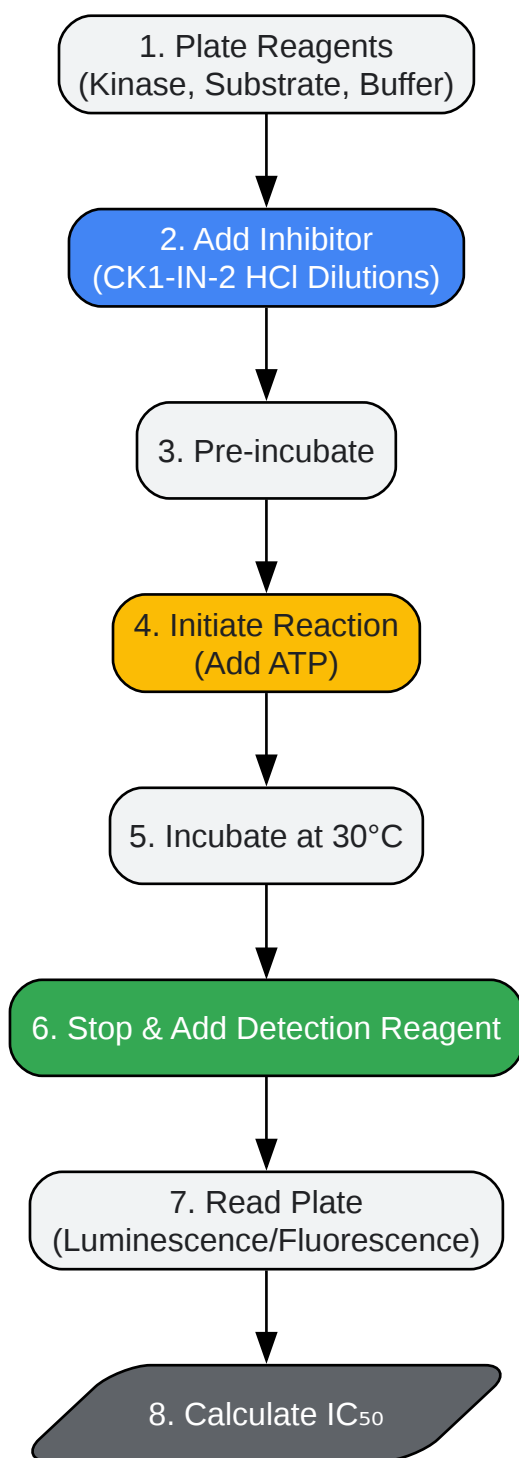 1. Plate Reagents
(Kinase, Substrate, Buffer)
2. Add Inhibitor
(CK1-IN-2 HCl Dilutions)
3. Pre-incubate
4. Initiate Reaction
(Add ATP)
5. Incubate at 30°C
6. Stop & Add Detection Reagent
7. Read Plate
(Luminescence/Fluorescence)
8. Calculate IC₅₀